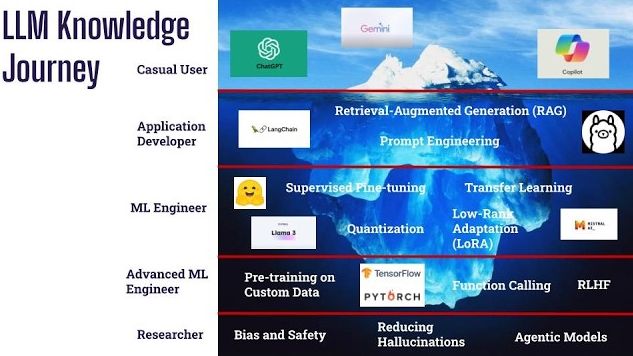 LLM Knowledge
Journey
Gemini
ChatGPT
Copilot
Casual User
Retrieval-Augmented Generation (RAG)
Application
Developer
LangChain
Prompt Engineering
Supervised Fine-tuning
Transfer Learning
ML Engineer
Llama 3
Quantization
Low-Rank
Adaptation
(LoRA)
MISTRAL
AI_
Advanced ML
Engineer
Pre-training on
Custom Data
TensorFlow
PYTORCH
Function Calling
RLHF
Researcher
Bias and Safety
Reducing
Hallucinations
Agentic Models